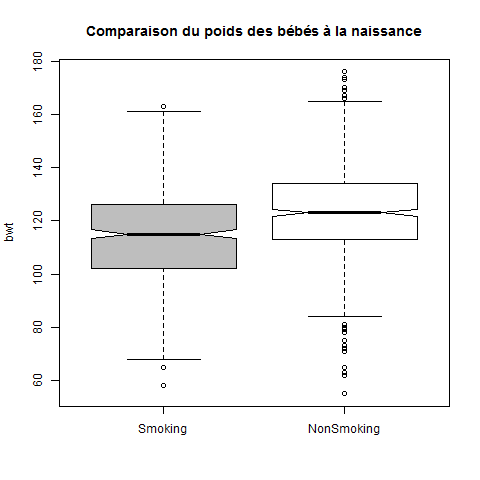 Comparaison du poids des bébés à la naissance
180
160
140
120
100
80
60
bwt
Smoking
NonSmoking